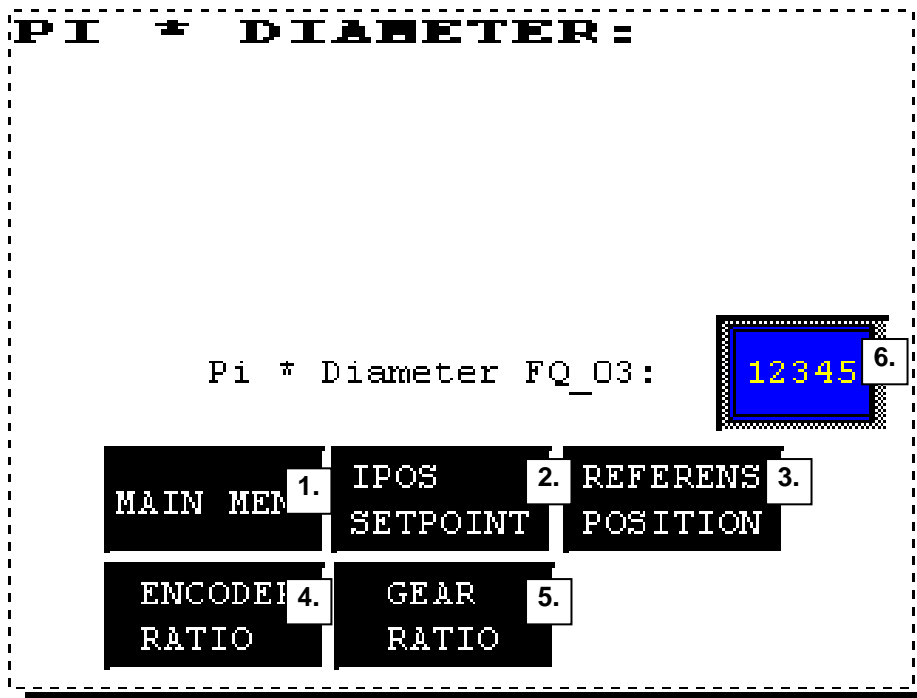 PI * DIAMETER:
Pi * Diameter FQ_03:
12345
6.
MAIN MEN
1.
IPOS
SETPOINT
2.
REFERENS
POSITION
3.
ENCODER
RATIO
4.
GEAR
RATIO
5.